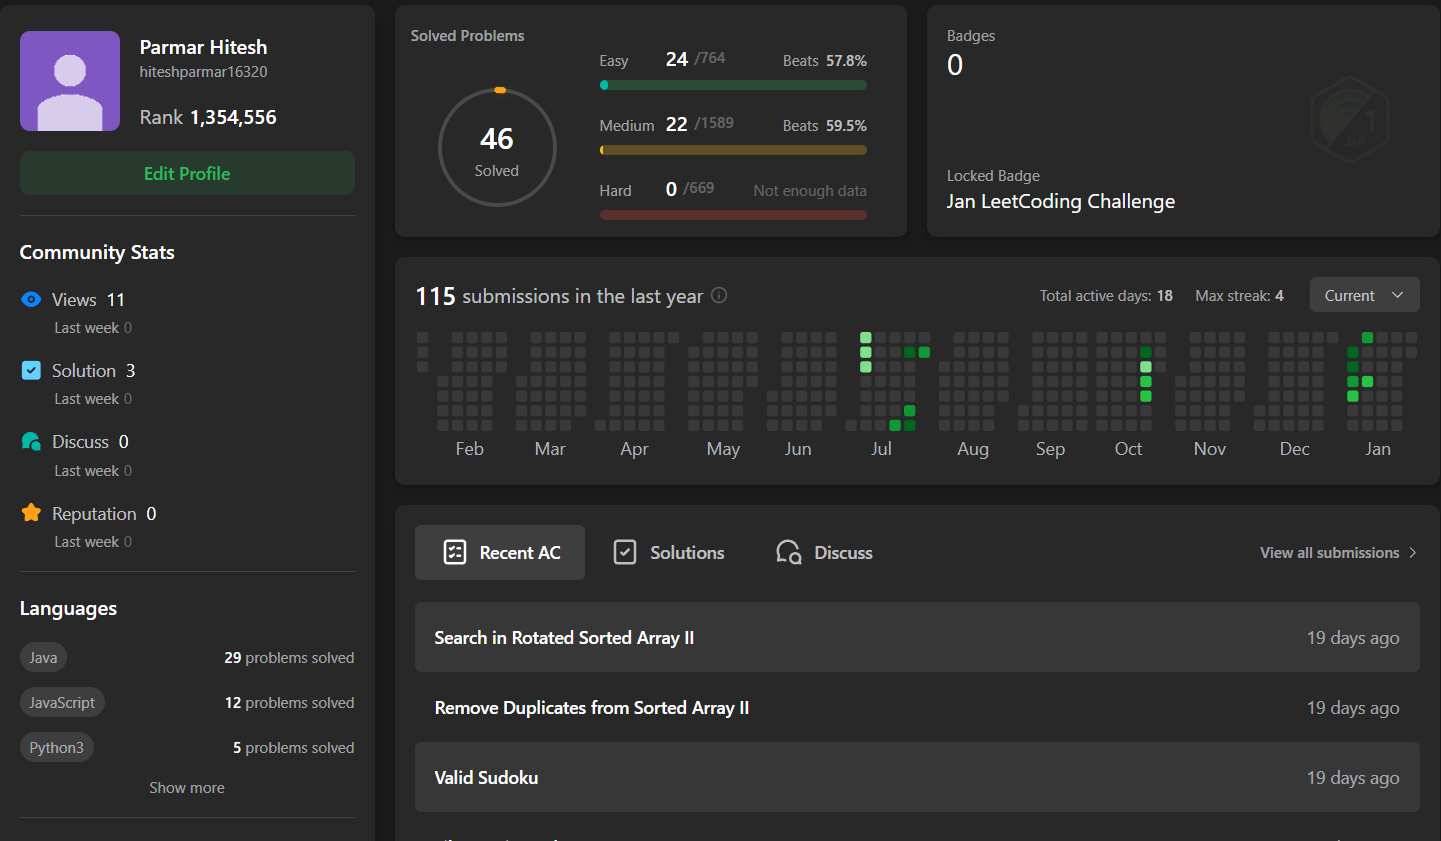 Parmar Hitesh
hiteshparmar16320
Rank 1,354,556
Edit Profile
Community Stats
Views 11
Last week 0
Solution 3
Last week 0
Discuss 0
Last week 0
Reputation 0
Last week 0
Languages
Java 29 problems solved
JavaScript 12 problems solved
Python3 5 problems solved
Show more
Solved Problems
46
Solved
Easy 24 /764 Beats 57.8%
Medium 22 /1589 Beats 59.5%
Hard 0 /669 Not enough data
Badges
0
1
JAN
Locked Badge
Jan LeetCoding Challenge
115 submissions in the last year
Total active days: 18 Max streak: 4 Current
Feb Mar Apr May Jun Jul Aug Sep Oct Nov Dec Jan
Recent AC Solutions Discuss View all submissions
Search in Rotated Sorted Array II 19 days ago
Remove Duplicates from Sorted Array II 19 days ago
Valid Sudoku 19 days ago